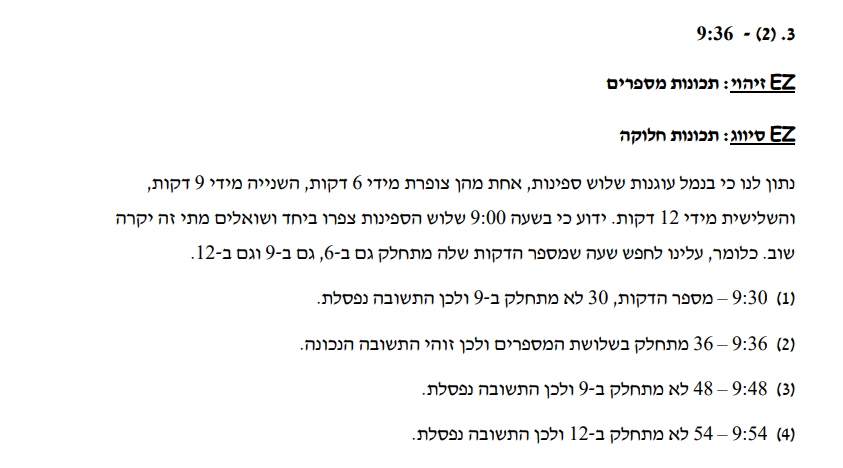 3. (2) - 9:36
EZ זיהוי: תכונות מספרים
EZ סיווג: תכונות חלוקה
נתון לנו כי בנמל עוגנות שלוש ספינות, אחת מהן צופרת מידי 6 דקות, השנייה מידי 9 דקות,
והשלישית מידי 12 דקות. ידוע כי בשעה 9:00 שלוש הספינות צפרו ביחד ושואלים מתי זה יקרה
שוב. כלומר, עלינו לחפש שעה שמספר הדקות שלה מתחלק גם ב-6, גם ב-9 וגם ב-12.
(1) 9:30 – מספר הדקות, 30 לא מתחלק ב-9 ולכן התשובה נפסלת.
(2) 9:36 – 36 מתחלק בשלושת המספרים ולכן זוהי התשובה הנכונה.
(3) 9:48 – 48 לא מתחלק ב-9 ולכן התשובה נפסלת.
(4) 9:54 – 54 לא מתחלק ב-12 ולכן התשובה נפסלת.